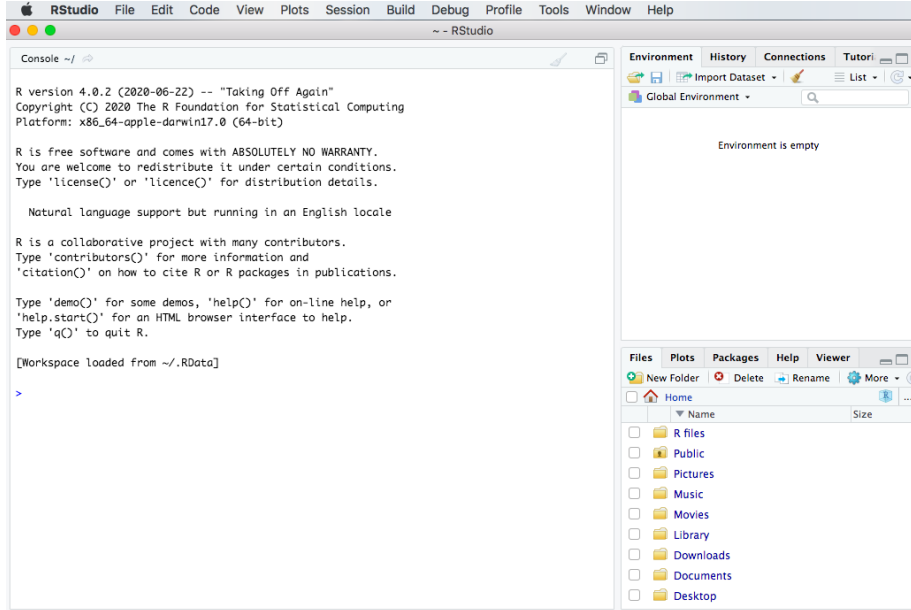 RStudio File Edit Code View Plots Session Build Debug Profile Tools Window Help
~ - RStudio
Console ~/
R version 4.0.2 (2020-06-22) -- "Taking Off Again"
Copyright (C) 2020 The R Foundation for Statistical Computing
Platform: x86_64-apple-darwin17.0 (64-bit)
R is free software and comes with ABSOLUTELY NO WARRANTY.
You are welcome to redistribute it under certain conditions.
Type 'license()' or 'licence()' for distribution details.
Natural language support but running in an English locale
R is a collaborative project with many contributors.
Type 'contributors()' for more information and
'citation()' on how to cite R or R packages in publications.
Type 'demo()' for some demos, 'help()' for on-line help, or
'help.start()' for an HTML browser interface to help.
Type 'q()' to quit R.
[Workspace loaded from ~/.RData]
>
Environment History Connections Tutori
Import Dataset List
Global Environment
Environment is empty
Files Plots Packages Help Viewer
New Folder Delete Rename More
Home R ...
Name Size
R files
Public
Pictures
Music
Movies
Library
Downloads
Documents
Desktop